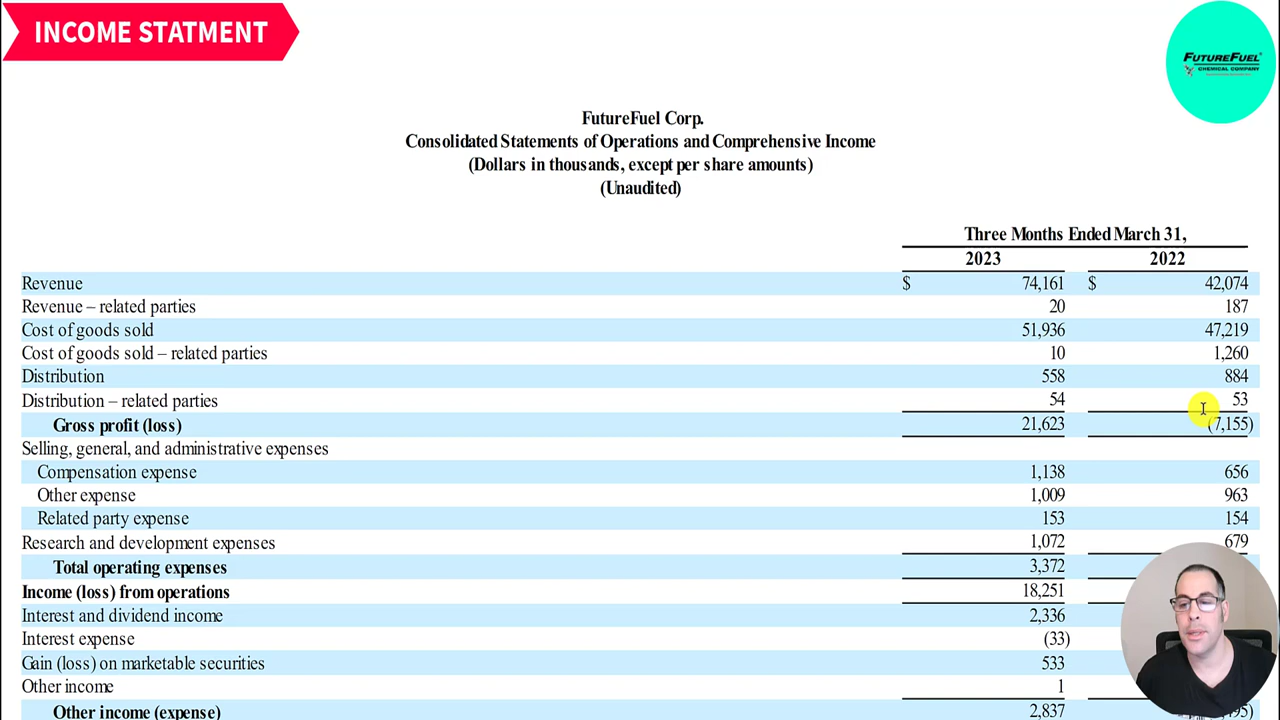 INCOME STATMENT
FUTUREFUEL
CHEMICAL COMPANY
FutureFuel Corp.
Consolidated Statements of Operations and Comprehensive Income
(Dollars in thousands, except per share amounts)
(Unaudited)
Three Months Ended March 31,
2023 2022
Revenue $ 74,161 $ 42,074
Revenue – related parties 20 187
Cost of goods sold 51,936 47,219
Cost of goods sold – related parties 10 1,260
Distribution 558 884
Distribution – related parties 54 53
Gross profit (loss) 21,623 (7,155)
Selling, general, and administrative expenses
Compensation expense 1,138 656
Other expense 1,009 963
Related party expense 153 154
Research and development expenses 1,072 679
Total operating expenses 3,372
Income (loss) from operations 18,251
Interest and dividend income 2,336
Interest expense (33)
Gain (loss) on marketable securities 533
Other income 1
Other income (expense) 2,837